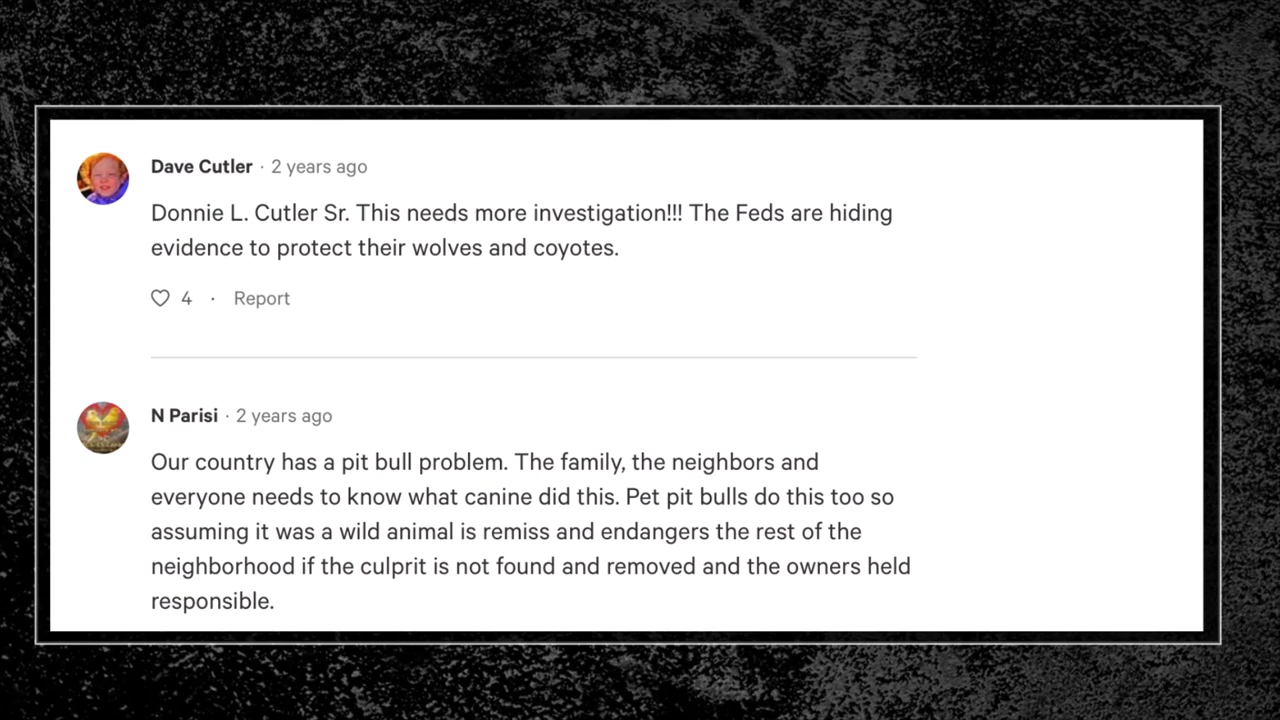 Dave Cutler · 2 years ago
Donnie L. Cutler Sr. This needs more investigation!!! The Feds are hiding
evidence to protect their wolves and coyotes.
4 · Report
N Parisi · 2 years ago
Our country has a pit bull problem. The family, the neighbors and
everyone needs to know what canine did this. Pet pit bulls do this too so
assuming it was a wild animal is remiss and endangers the rest of the
neighborhood if the culprit is not found and removed and the owners held
responsible.